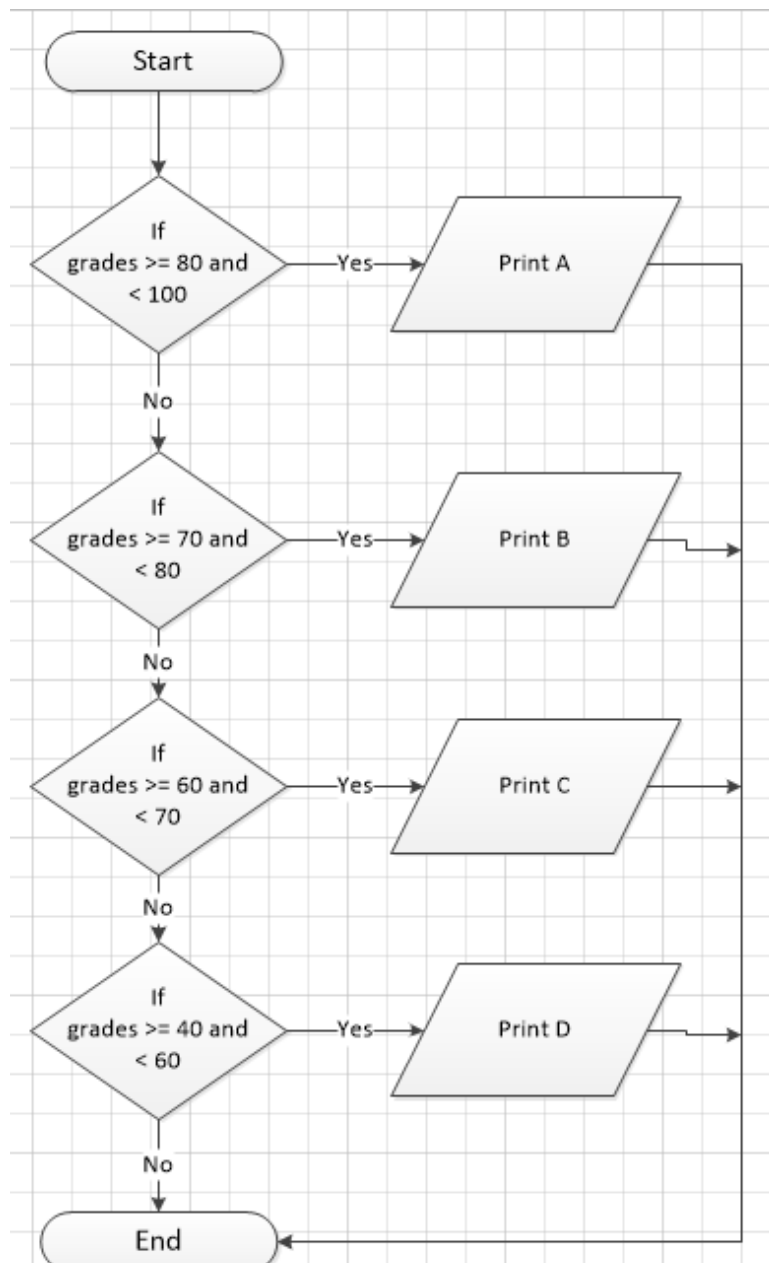 Start
If
grades >= 80 and
< 100
Yes
Print A
No
If
grades >= 70 and
< 80
Yes
Print B
No
If
grades >= 60 and
< 70
Yes
Print C
No
If
grades >= 40 and
< 60
Yes
Print D
No
End